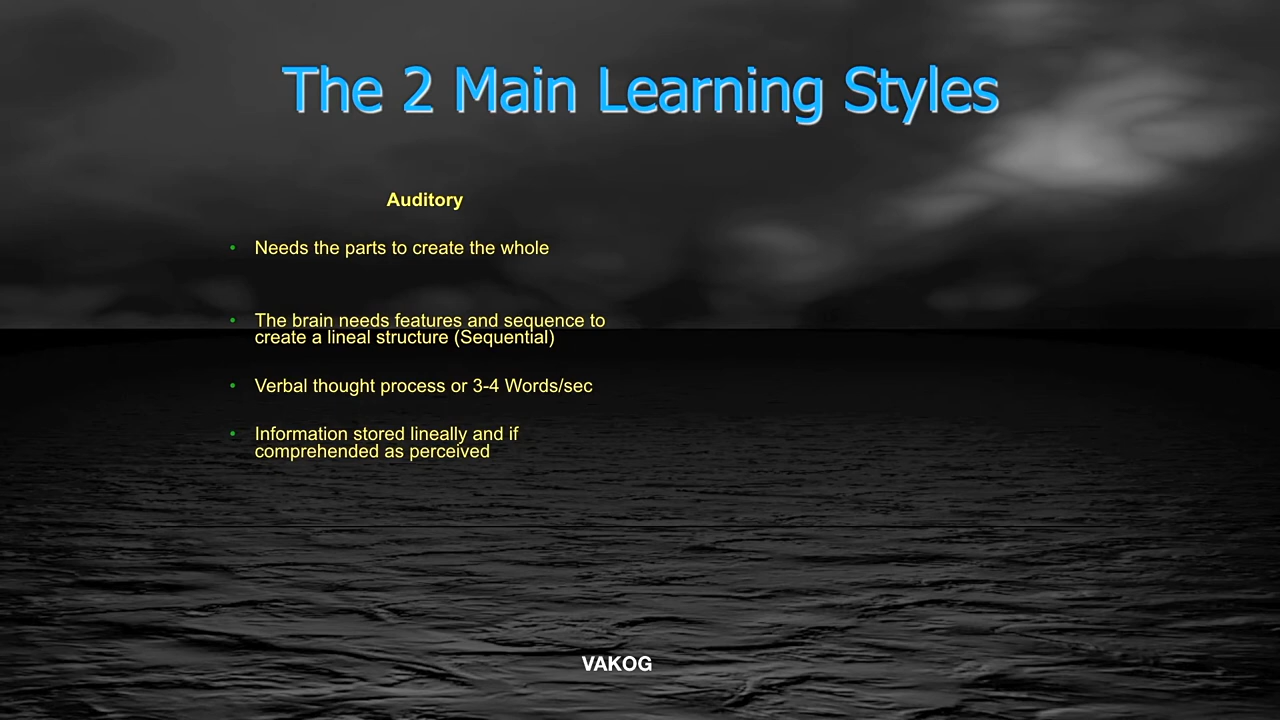 The 2 Main Learning Styles
Auditory
• Needs the parts to create the whole
• The brain needs features and sequence to
create a lineal structure (Sequential)
• Verbal thought process or 3-4 Words/sec
• Information stored lineally and if
comprehended as perceived
VAKOG